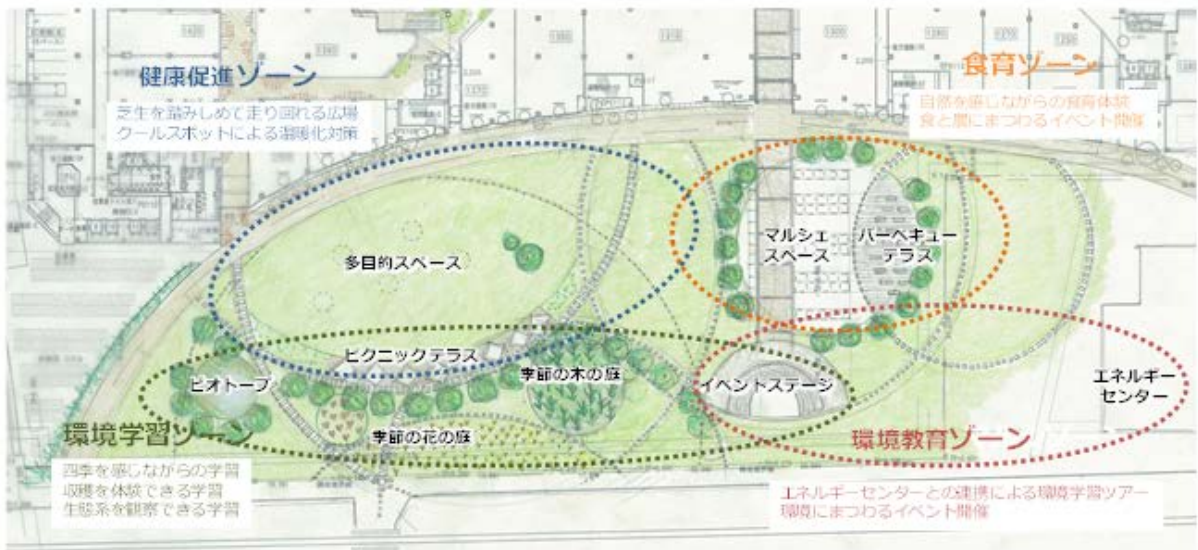 健康促進ゾーン
芝生を踏みしめて走り回れる広場
クールスポットによる温暖化対策
食育ゾーン
自然を感じながらの食育体験
食と農にまつわるイベント開催
多目的スペース
マルシェ
スペース
バーベキュー
テラス
ピクニックテラス
季節の木の庭
ビオトープ
イベントステージ
エネルギー
センター
環境学習ゾーン
季節の花の庭
環境教育ゾーン
四季を感じながらの学習
収穫を体験できる学習
生態系を観察できる学習
エネルギーセンターとの連携による環境学習ツアー
環境にまつわるイベント開催